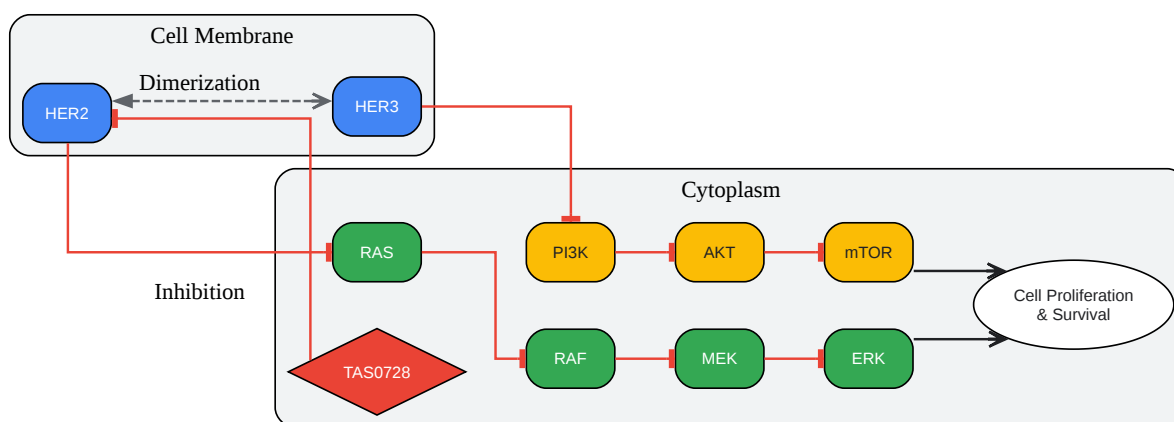 Cell Membrane
Dimerization
HER2
HER3
Cytoplasm
RAS
PI3K
AKT
mTOR
Inhibition
Cell Proliferation
& Survival
TAS0728
RAF
MEK
ERK